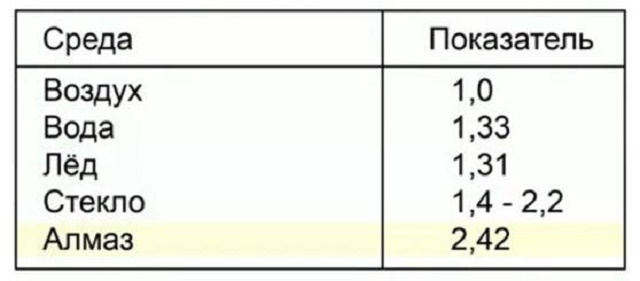 Среда Показатель
Воздух 1,0
Вода 1,33
Лёд 1,31
Стекло 1,4 - 2,2
Алмаз 2,42